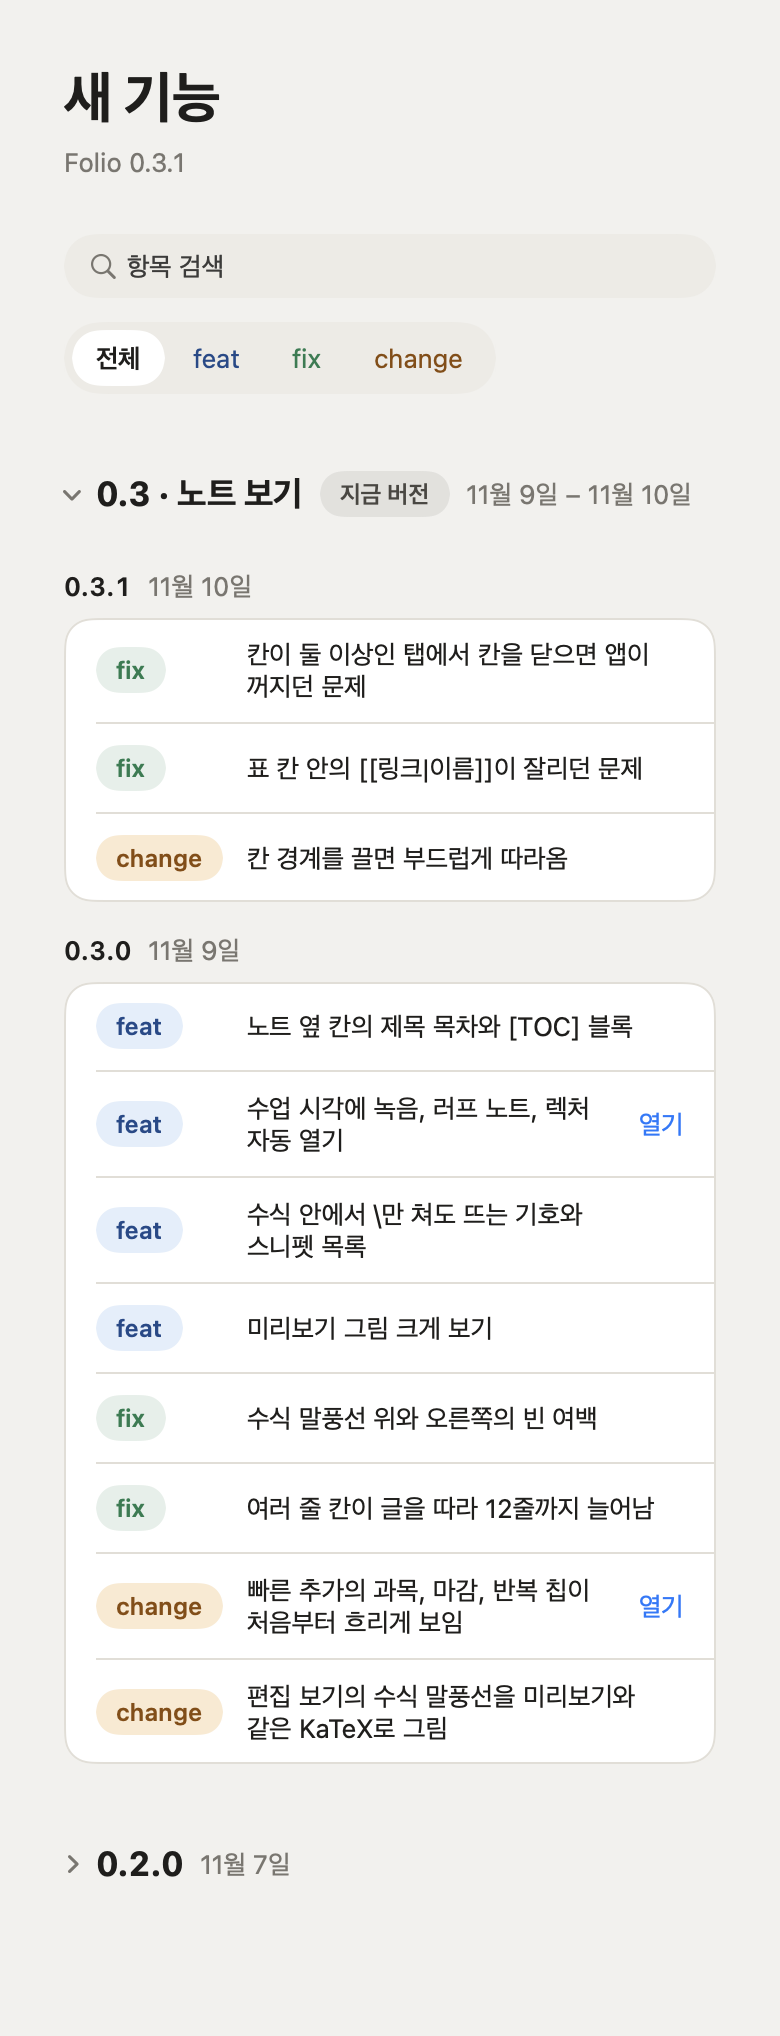 새 기능
Folio 0.3.1
항목 검색
전체 feat fix change
0.3 · 노트 보기 지금 버전 11월 9일 – 11월 10일
0.3.1 11월 10일
fix 칸이 둘 이상인 탭에서 칸을 닫으면 앱이
꺼지던 문제
fix 표 칸 안의 [[링크|이름]]이 잘리던 문제
change 칸 경계를 끌면 부드럽게 따라옴
0.3.0 11월 9일
feat 노트 옆 칸의 제목 목차와 [TOC] 블록
feat 수업 시각에 녹음, 러프 노트, 렉처 열기
자동 열기
feat 수식 안에서 \만 쳐도 뜨는 기호와
스니펫 목록
feat 미리보기 그림 크게 보기
fix 수식 말풍선 위와 오른쪽의 빈 여백
fix 여러 줄 칸이 글을 따라 12줄까지 늘어남
change 빠른 추가의 과목, 마감, 반복 칩이 열기
처음부터 흐리게 보임
change 편집 보기의 수식 말풍선을 미리보기와
같은 KaTeX로 그림
0.2.0 11월 7일